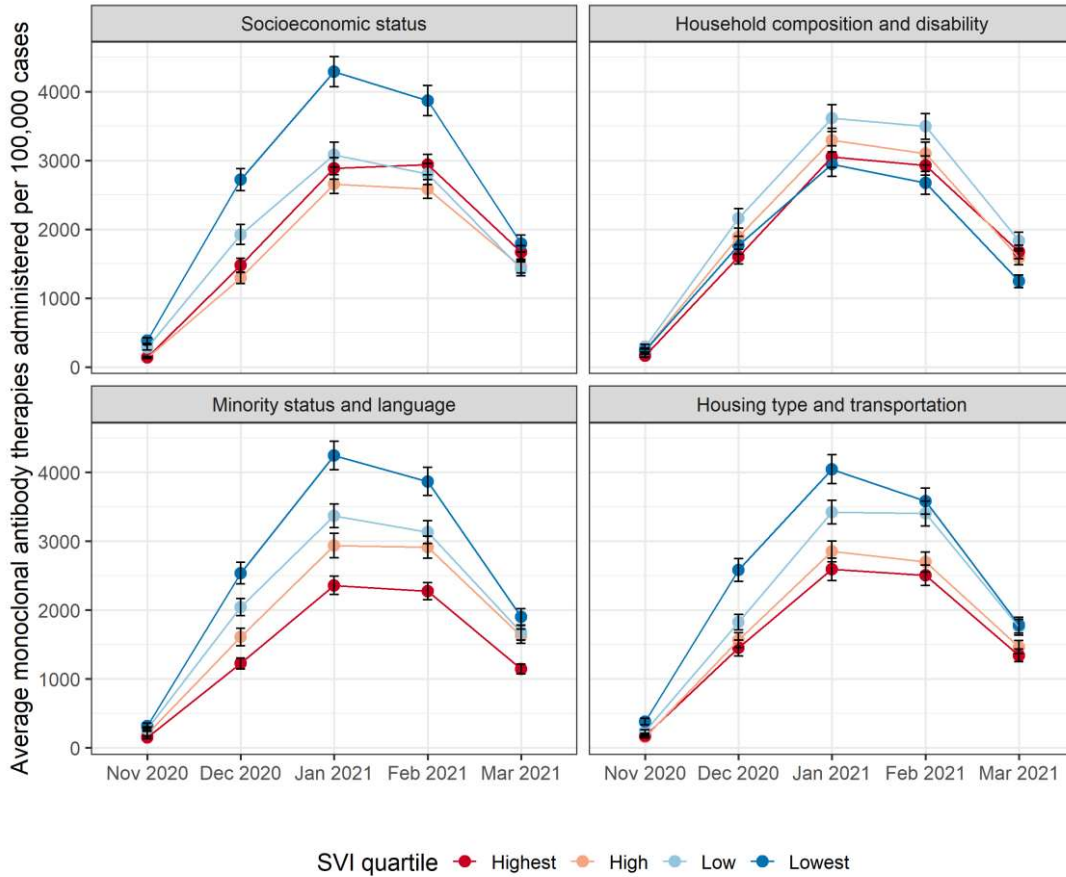 Average monoclonal antibody therapies administered per 100,000 cases
Socioeconomic status
Household composition and disability
4000
3000
2000
1000
0
Minority status and language
Housing type and transportation
4000
3000
2000
1000
0
Nov 2020 Dec 2020 Jan 2021 Feb 2021 Mar 2021
Nov 2020 Dec 2020 Jan 2021 Feb 2021 Mar 2021
SVI quartile Highest High Low Lowest